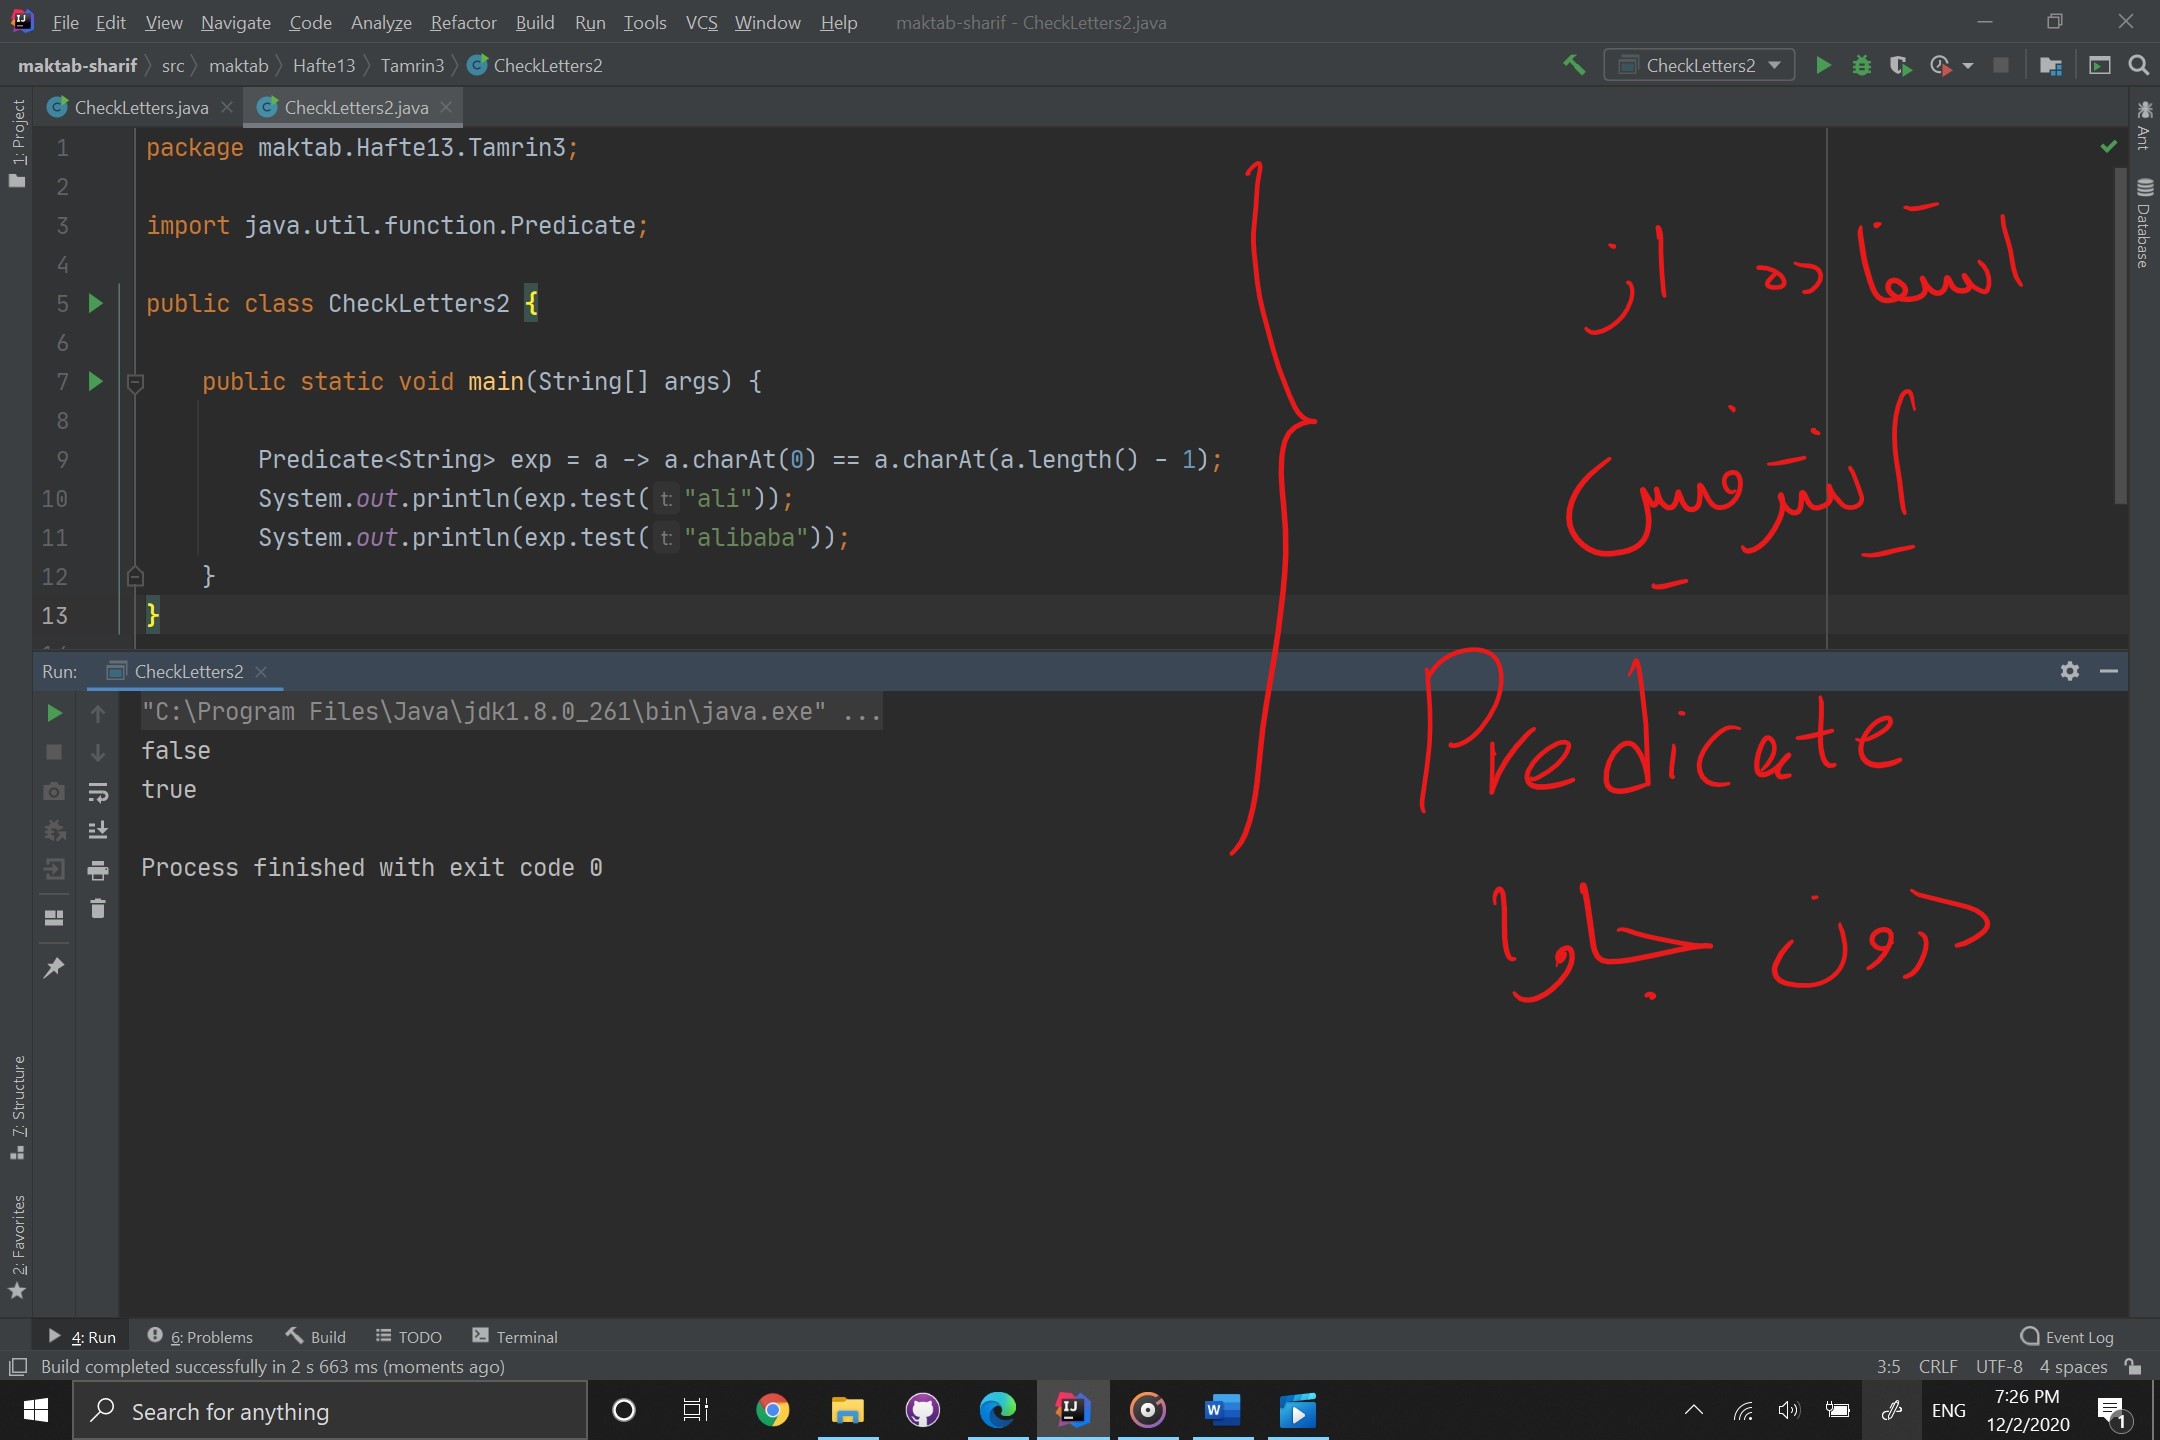 File Edit View Navigate Code Analyze Refactor Build Run Tools VCS Window Help maktab-sharif - CheckLetters2.java
maktab-sharif src maktab Hafte13 Tamrin3 CheckLetters2
CheckLetters2
CheckLetters.java CheckLetters2.java
1: Project
Ant
Database
1 package maktab.Hafte13.Tamrin3;
2
3 import java.util.function.Predicate;
4
5 public class CheckLetters2 {
6
7 public static void main(String[] args) {
8
9 Predicate<String> exp = a -> a.charAt(0) == a.charAt(a.length() - 1);
10 System.out.println(exp.test( t: "ali"));
11 System.out.println(exp.test( t: "alibaba"));
12 }
13 }
استفاده از
اینترفیس
Predicate
درون جاوا
Run: CheckLetters2
"C:\Program Files\Java\jdk1.8.0_261\bin\java.exe" ...
false
true
Process finished with exit code 0
7: Structure
2: Favorites
4: Run 6: Problems Build TODO Terminal Event Log
Build completed successfully in 2 s 663 ms (moments ago) 3:5 CRLF UTF-8 4 spaces
Search for anything
ENG 7:26 PM
12/2/2020
1